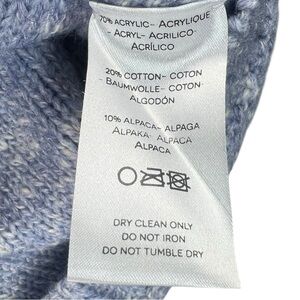 70% ACRYLIC- ACRYLIQUE
- ACRYL- ACRILICO-
ACRÍLICO
20% COTTON- COTON
- BAUMWOLLE- COTON-
ALGODÓN
10% ALPACA- ALPAGA
ALPAKA- ALPACA
ALPACA
DRY CLEAN ONLY
DO NOT IRON
DO NOT TUMBLE DRY